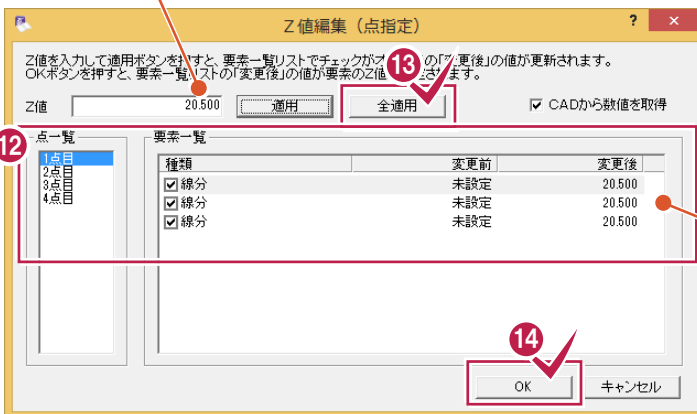 Z値編集（点指定）
? ×
Z値を入力して適用ボタンを押すと、要素一覧リストでチェックがオ の「変更後」の値が更新されます。
OKボタンを押すと、要素一覧リストの「変更後」の値が要素のZ値 ます。
13
Z値 20.500 適用 全適用 CADから数値を取得
12
点一覧 要素一覧
種類 変更前 変更後
1点目
2点目
3点目
4点目
線分 未設定 20.500
線分 未設定 20.500
線分 未設定 20.500
14
OK キャンセル